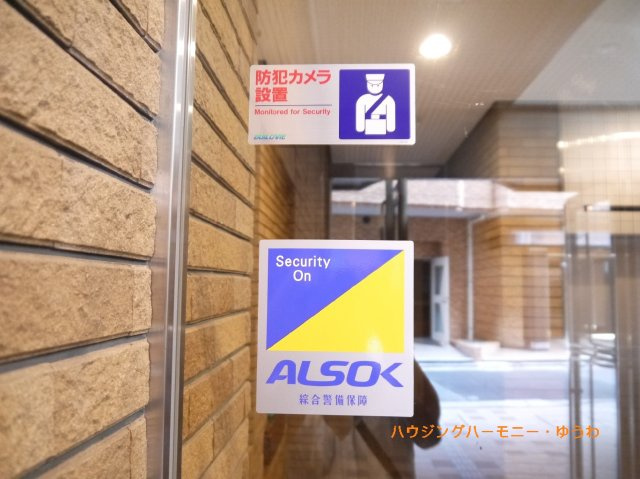 防犯カメラ
設置
Monitored for Security
Security
On
ALSOK
綜合警備保障
ハウジングハーモニー・ゆうわ